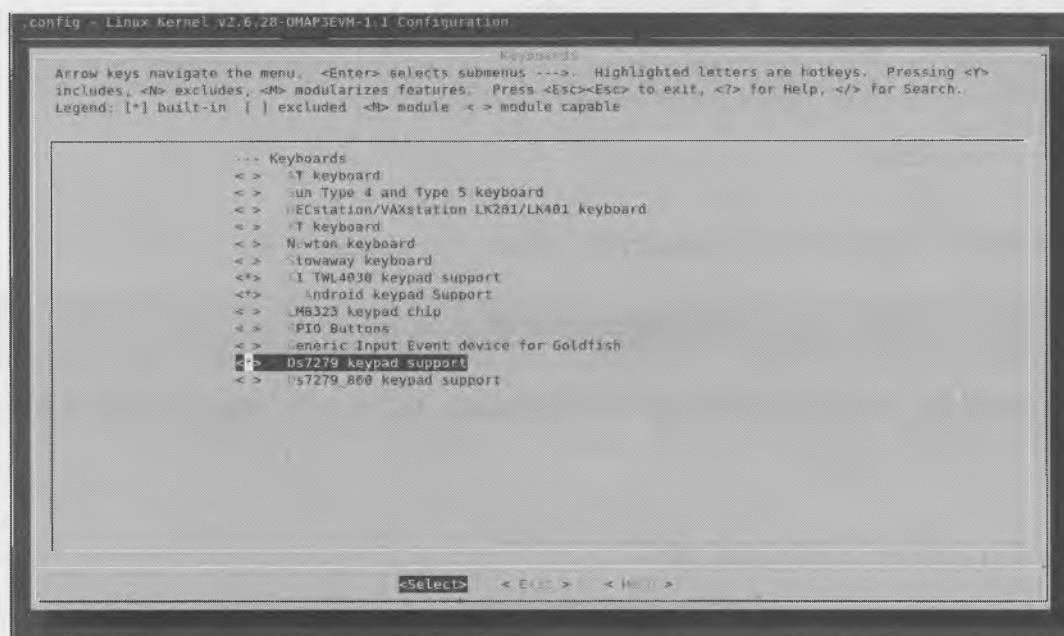 .config - Linux Kernel v2.6.28-OMAP3EVM-1.1 Configuration
Keyboards
Arrow keys navigate the menu.  <Enter> selects submenus --->.  Highlighted letters are hotkeys.  Pressing <Y>
includes, <N> excludes, <M> modularizes features.  Press <Esc><Esc> to exit, <?> for Help, </> for Search.
Legend: [*] built-in  [ ] excluded  <M> module  < > module capable
--- Keyboards
< >   AT keyboard
< >   Sun Type 4 and Type 5 keyboard
< >   DECstation/VAXstation LK201/LK401 keyboard
< >   XT keyboard
< >   Newton keyboard
< >   Stowaway keyboard
<*>   TI TWL4030 keypad support
<*>     Android keypad Support
< >   LM8323 keypad chip
< >   GPIO Buttons
< >   Generic Input Event device for Goldfish
<*>   Ds7279 keypad support
< >   Ds7279_860 keypad support
<Select>    < Exit >    < Help >